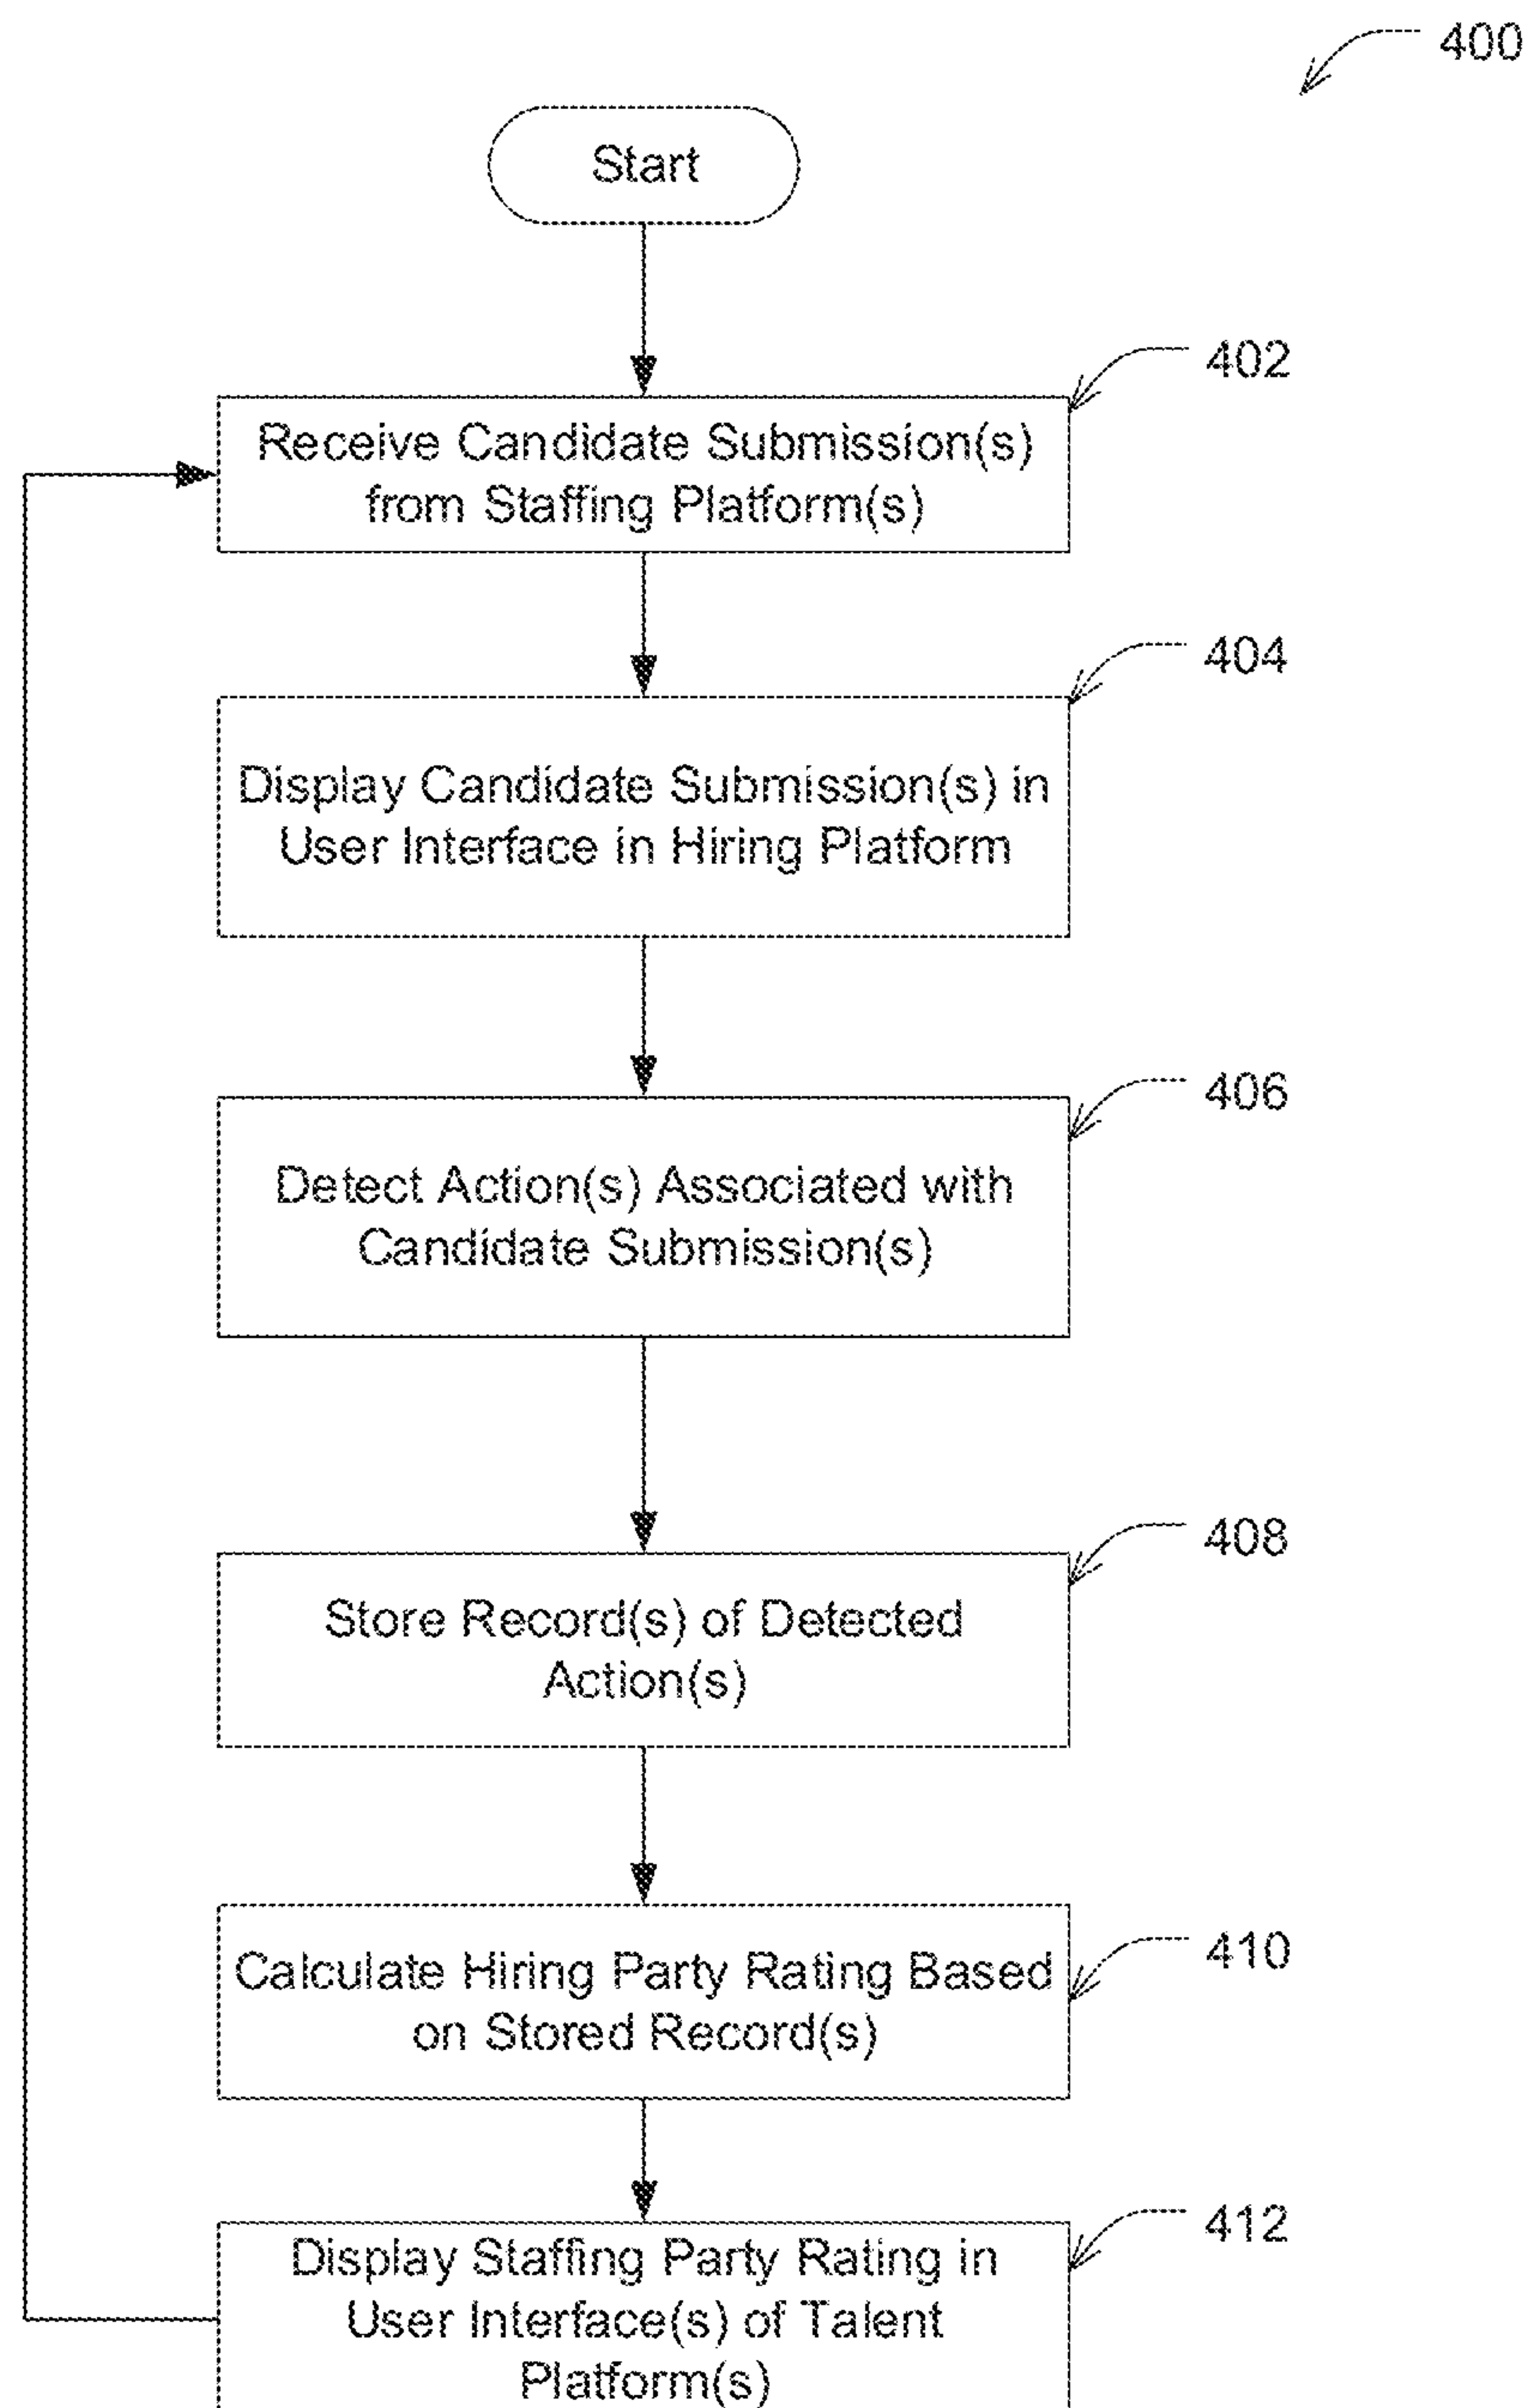 400
Start
402
Receive Candidate Submission(s)
from Staffing Platform(s)
404
Display Candidate Submission(s) in
User Interface in Hiring Platform
406
Detect Action(s) Associated with
Candidate Submission(s)
408
Store Record(s) of Detected
Action(s)
410
Calculate Hiring Party Rating Based
on Stored Record(s)
412
Display Staffing Party Rating in
User Interface(s) of Talent
Platform(s)